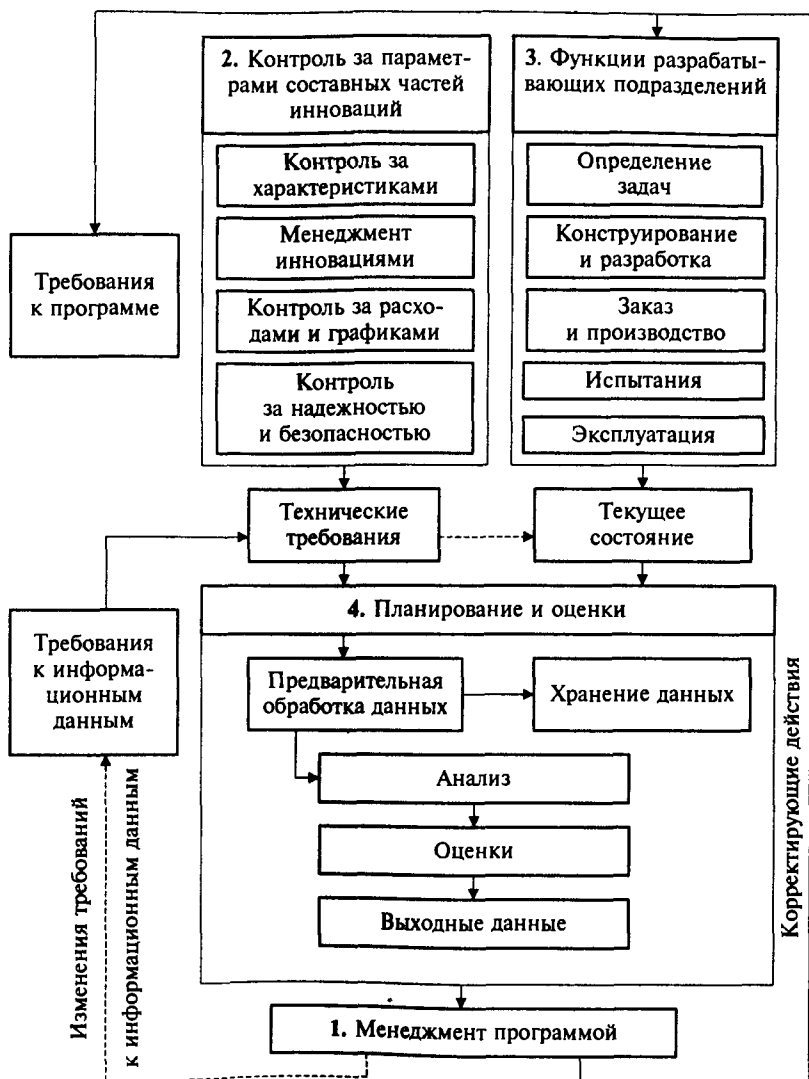 2. Контроль за парамет-
рами составных частей
инноваций
Контроль за
характеристиками
Менеджмент
инновациями
Контроль за расхо-
дами и графиками
Контроль
за надежностью
и безопасностью
3. Функции разрабаты-
вающих подразделений
Определение
задач
Конструирование
и разработка
Заказ
и производство
Испытания
Эксплуатация
Требования
к программе
Технические
требования
Текущее
состояние
Требования
к информа-
ционным
данным
4. Планирование и оценки
Предварительная
обработка данных
Хранение данных
Анализ
Оценки
Выходные данные
Изменения требований
к информационным данным
Корректирующие действия
1. Менеджмент программой